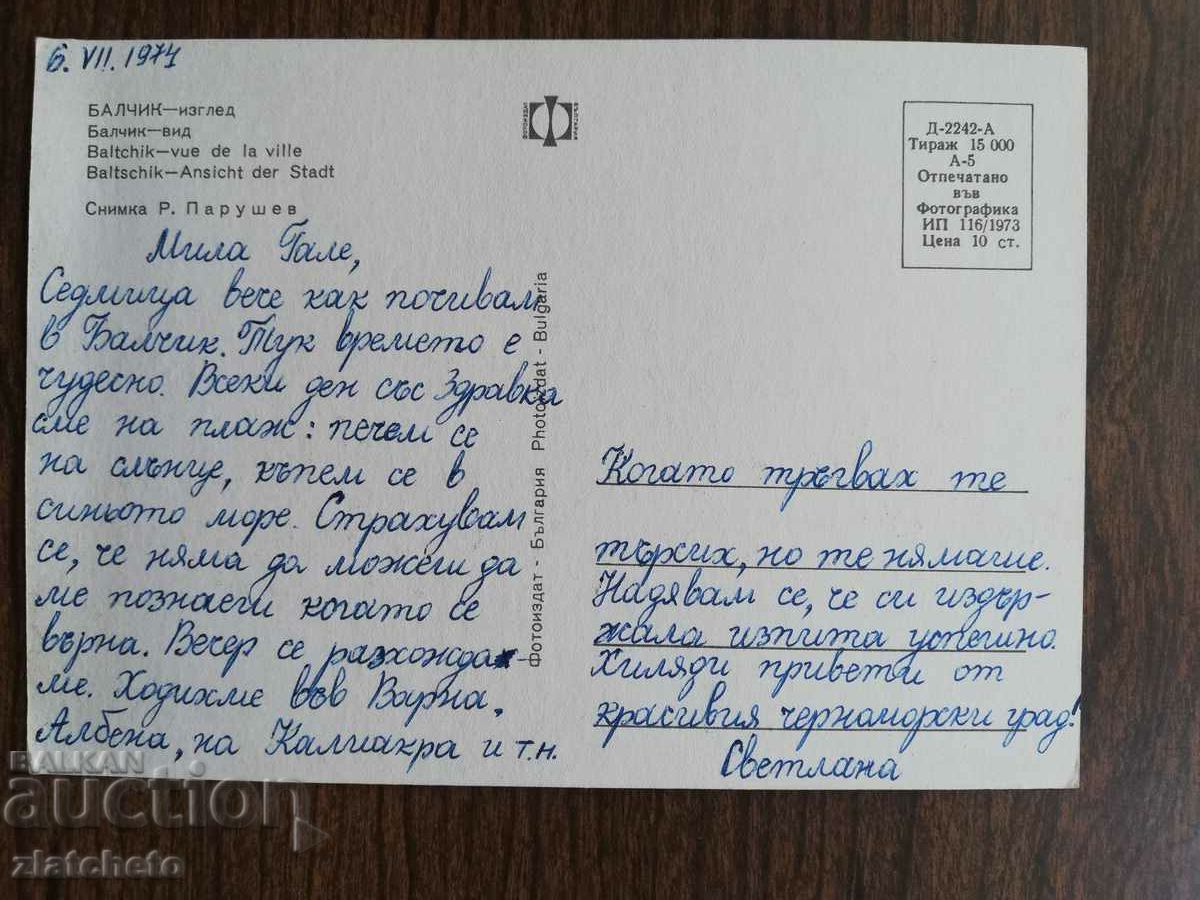 6. VII. 1974
БАЛЧИК—изглед
Балчик—вид
Baltchik—vue de la ville
Baltschik—Ansicht der Stadt
Снимка Р. Парушев
ФОТОИЗДАТ
БЪЛГАРИЯ
Д-2242-А
Тираж 15 000
А-5
Отпечатано
във
Фотографика
ИП 116/1973
Цена 10 ст.
Мила Гале,
Седмица вече как почивам
в Балчик. Тук времето е
чудесно. Всеки ден със Здравка
сме на плаж: печем се
на слънце, къпем се в
синьото море. Страхувам
се, че няма да можеш да
ме познаеш когато се
върна. Вечер се разхожда-
ме. Ходихме във Варна,
Албена, на Калиакра и т.н.
Фотоиздат - България Photoizdat - Bulgaria
Когато тръгвах те
търсих, но те нямаше.
Надявам се, че си издър-
жала изпита успешно.
Хиляди привети от
красивия черноморски град!
Светлана
BALKAN
auction
zlatcheto